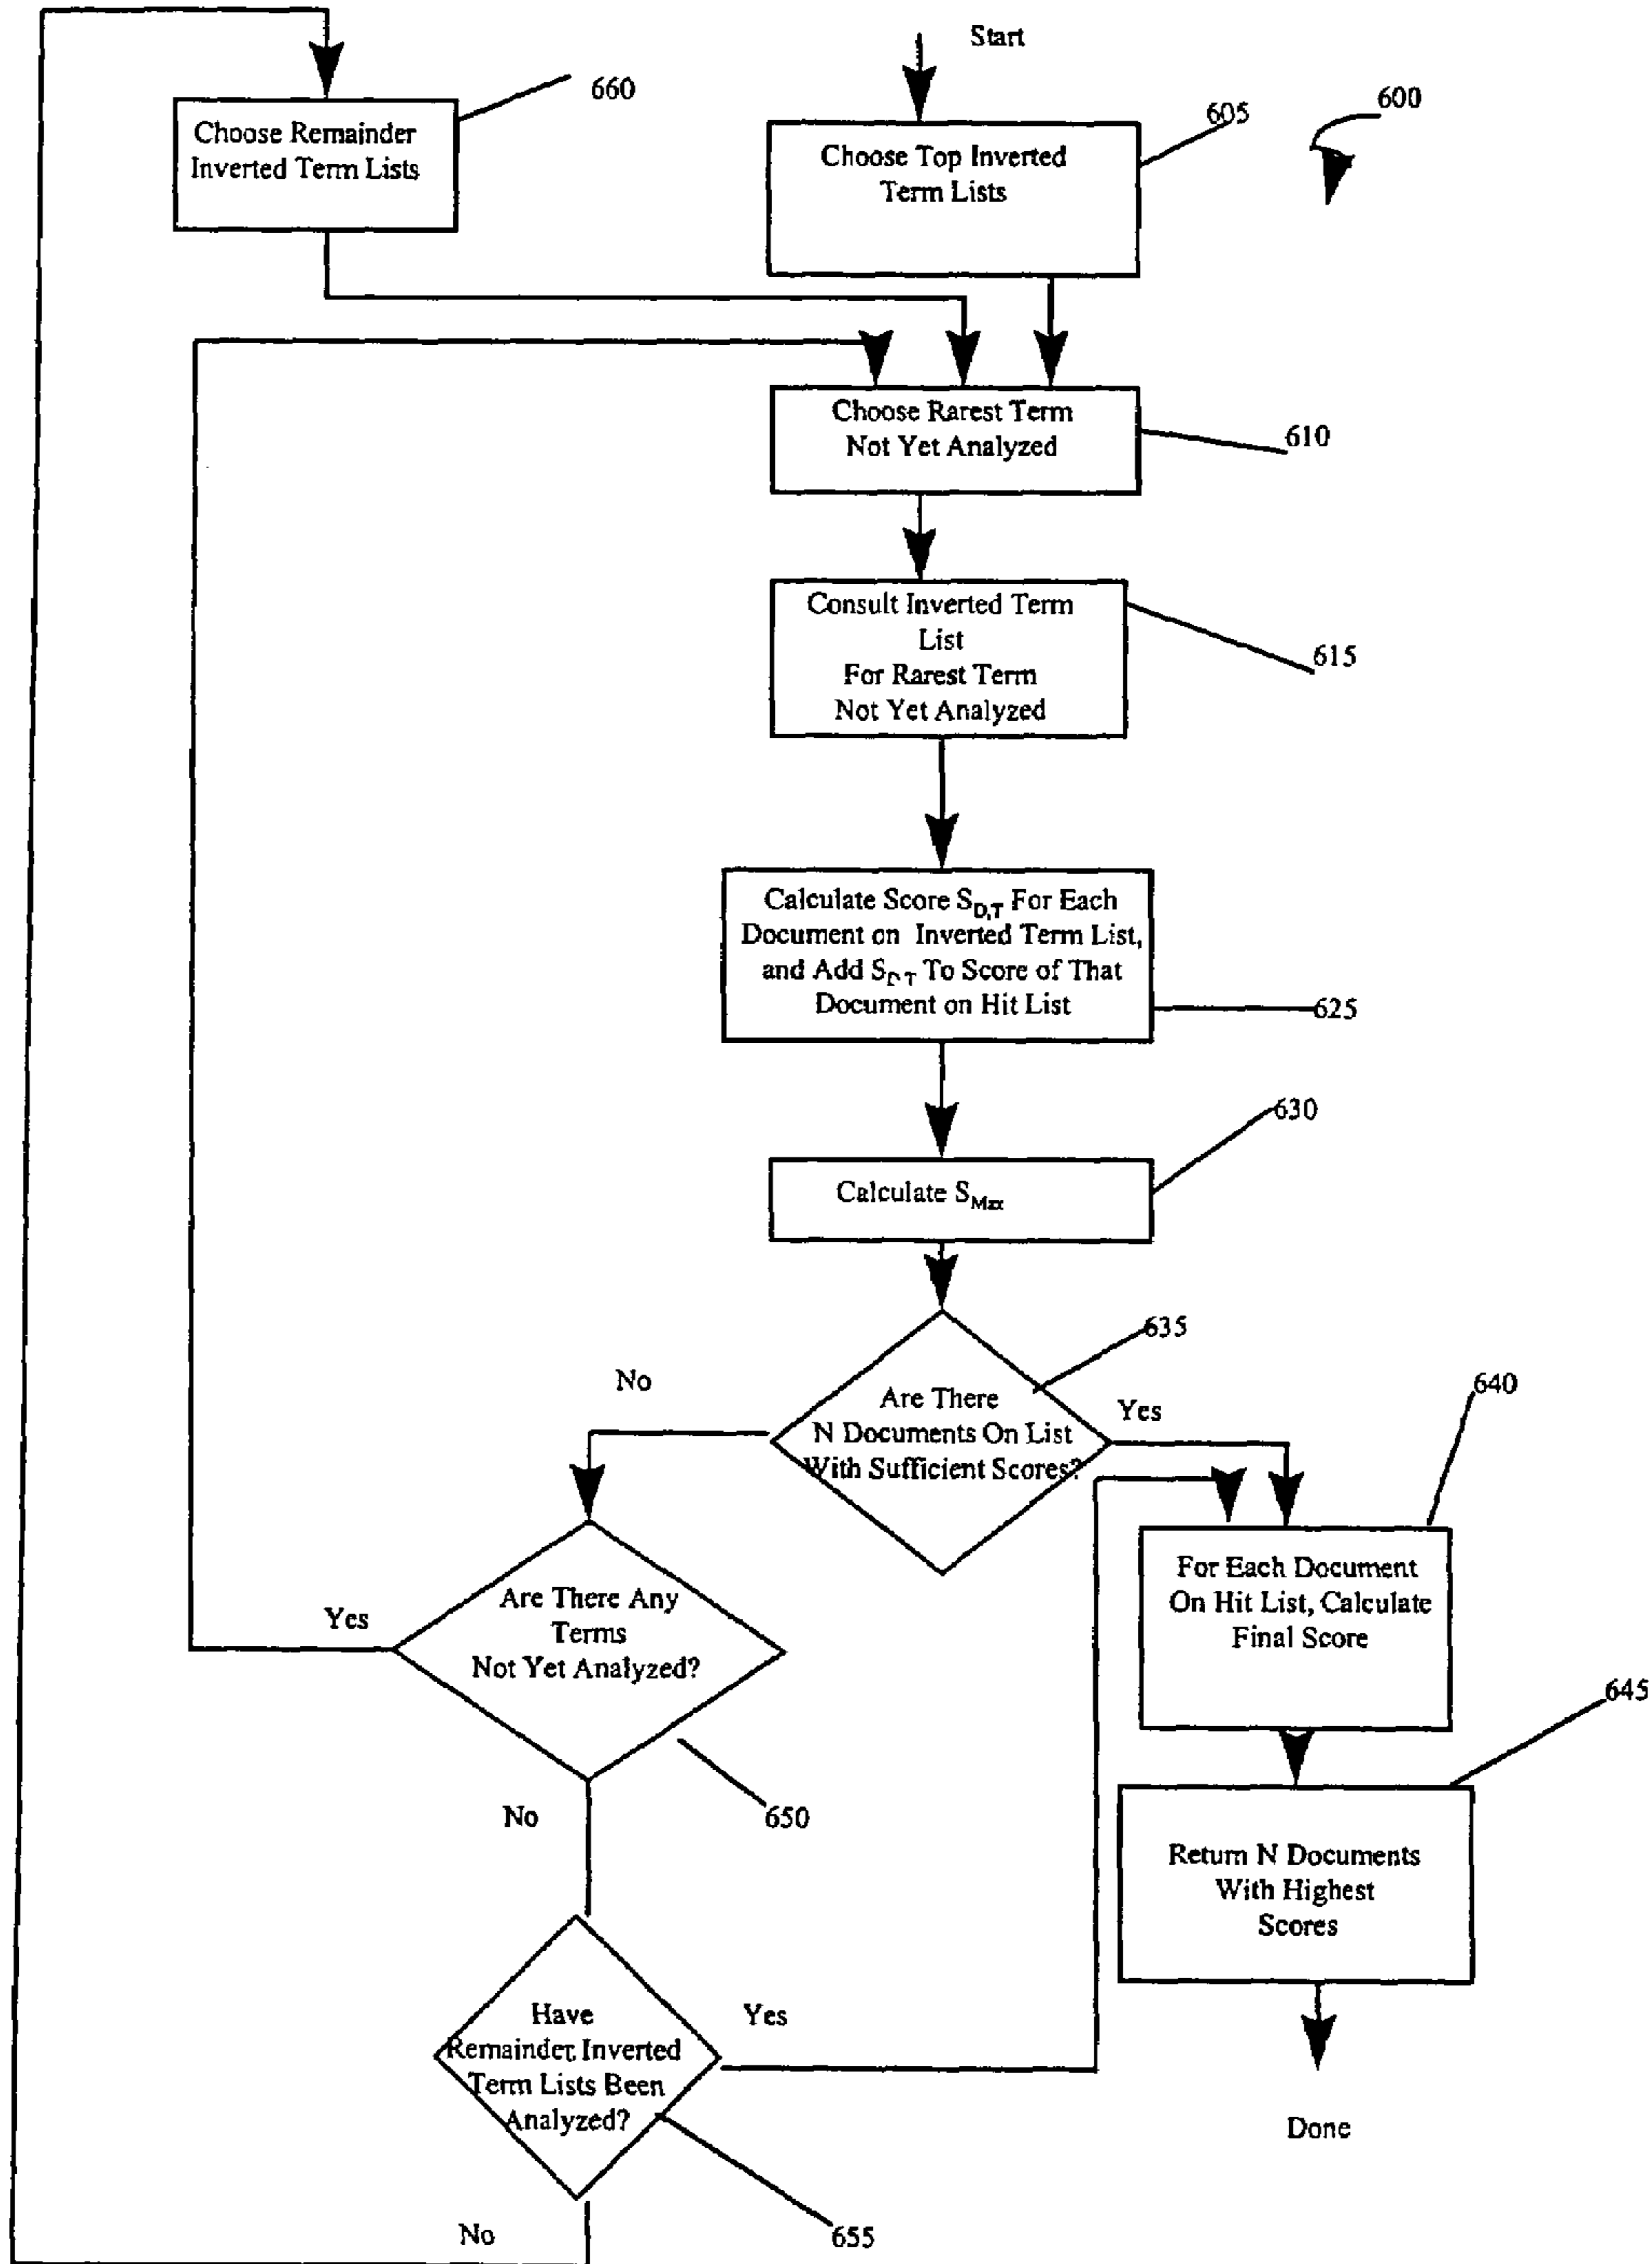 Start
660
Choose Remainder
Inverted Term Lists
605
600
Choose Top Inverted
Term Lists
Choose Rarest Term
Not Yet Analyzed
610
Consult Inverted Term
List
For Rarest Term
Not Yet Analyzed
615
Calculate Score S_D,T For Each
Document on Inverted Term List,
and Add S_D,T To Score of That
Document on Hit List
625
630
Calculate S_Max
635
No
Are There
N Documents On List
With Sufficient Scores?
Yes
640
For Each Document
On Hit List, Calculate
Final Score
Are There Any
Terms
Not Yet Analyzed?
Yes
645
No
650
Return N Documents
With Highest
Scores
Have
Remainder Inverted
Term Lists Been
Analyzed?
Yes
Done
No
655